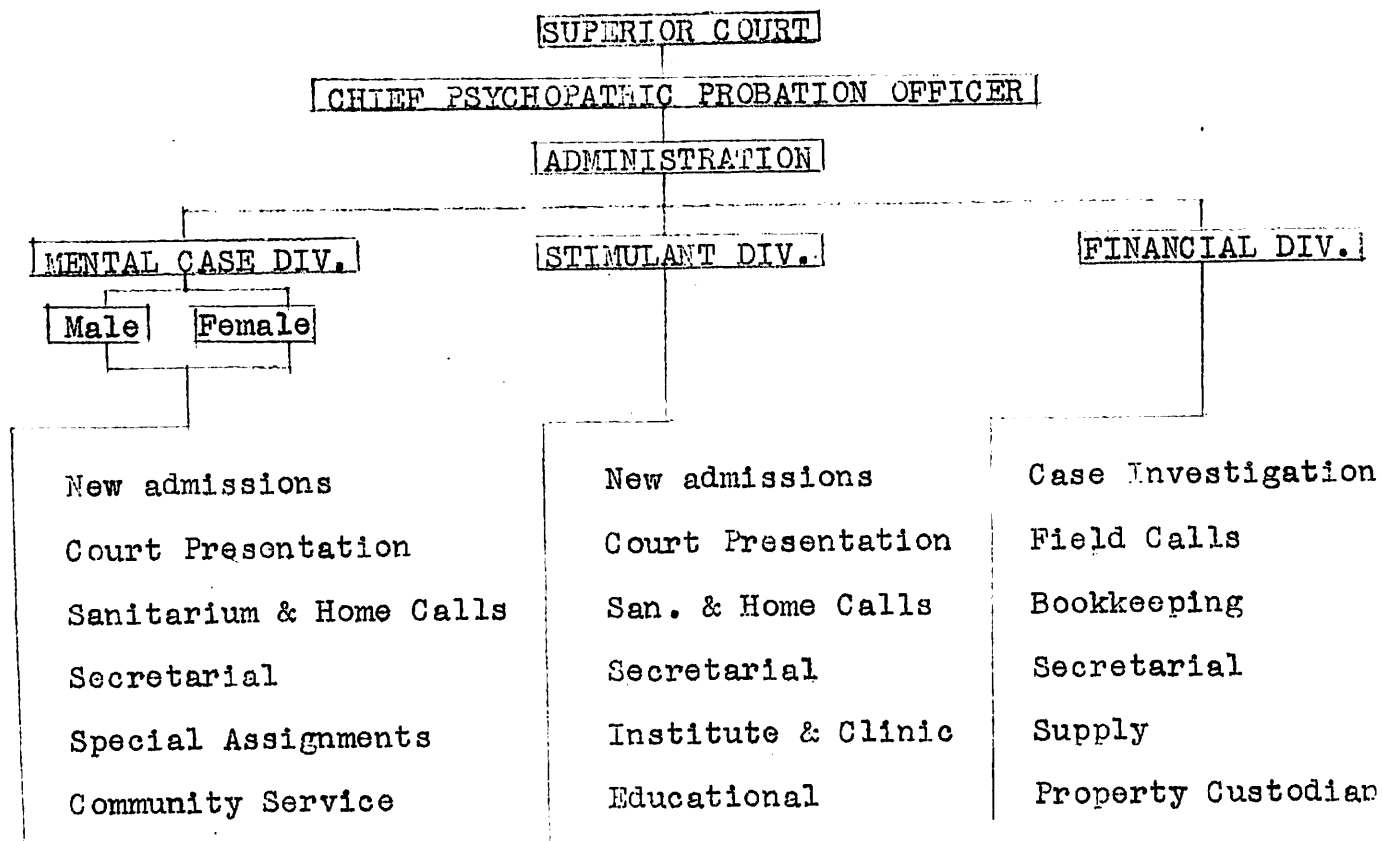 SUPERIOR COURT
CHIEF PSYCHOPATHIC PROBATION OFFICER
ADMINISTRATION
MENTAL CASE DIV.
STIMULANT DIV.
FINANCIAL DIV.
Male
Female
New admissions
Court Presentation
Sanitarium & Home Calls
Secretarial
Special Assignments
Community Service
New admissions
Court Presentation
San. & Home Calls
Secretarial
Institute & Clinic
Educational
Case Investigation
Field Calls
Bookkeeping
Secretarial
Supply
Property Custodian